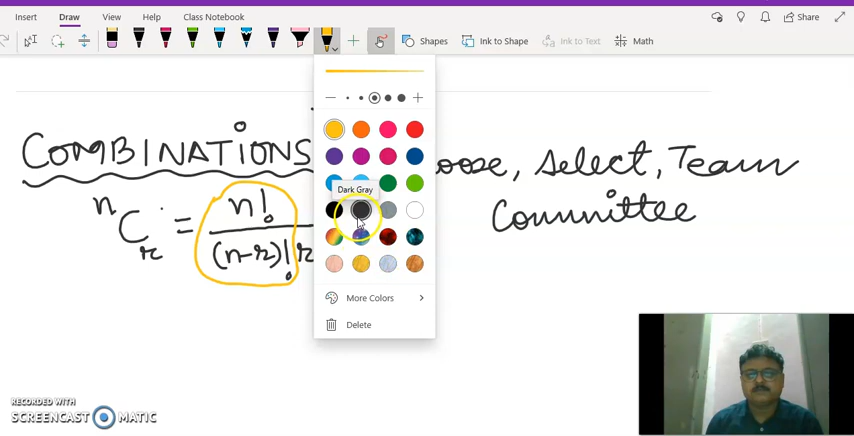 Insert Draw View Help Class Notebook Share
Shapes Ink to Shape Ink to Text Math
COMBINATIONS Select, Team
Committee
nCr = n!
(n-r)!
Dark Gray
More Colors
Delete
RECORDED WITH
SCREENCAST MATIC